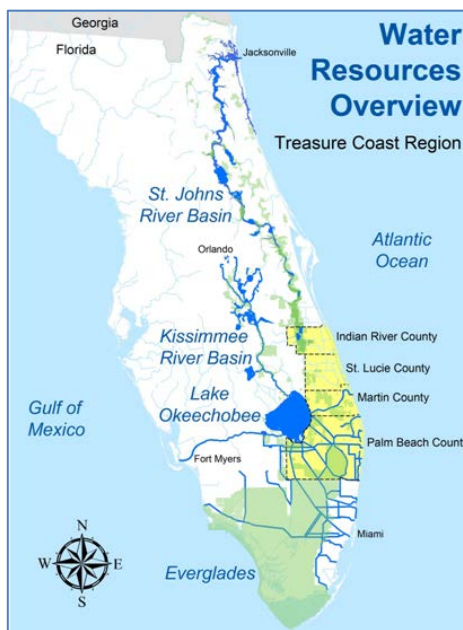 Georgia
Florida
Jacksonville
Water
Resources
Overview
Treasure Coast Region
St. Johns
River Basin
Orlando
Atlantic
Ocean
Kissimmee
River Basin
Indian River County
St. Lucie County
Lake
Okeechobee
Martin County
Gulf of
Mexico
Palm Beach Count
Fort Myers
Miami
N
W
E
S
Everglades